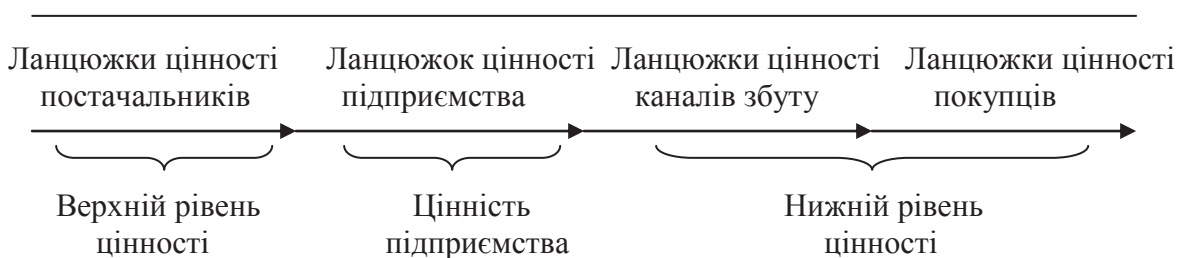 Ланцюжки цінності
постачальників
Ланцюжок цінності
підприємства
Ланцюжки цінності
каналів збуту
Ланцюжки цінності
покупців
Верхній рівень
цінності
Цінність
підприємства
Нижній рівень
цінності